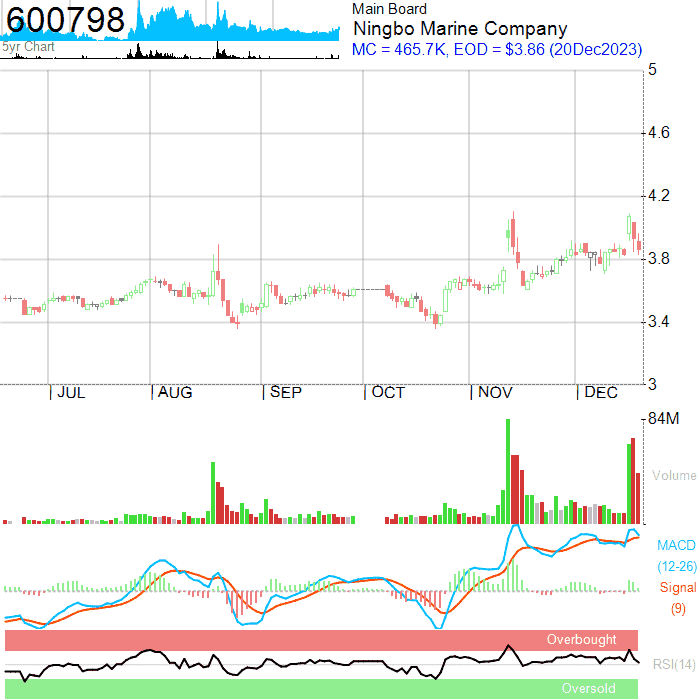 600798
5yr Chart
Main Board
Ningbo Marine Company
MC = 465.7K, EOD = $3.86 (20Dec2023)
5
4.6
4.2
3.8
3.4
3
JUL
AUG
SEP
OCT
NOV
DEC
84M
Volume
MACD
(12-26)
Signal
(9)
Overbought
RSI(14)
Oversold